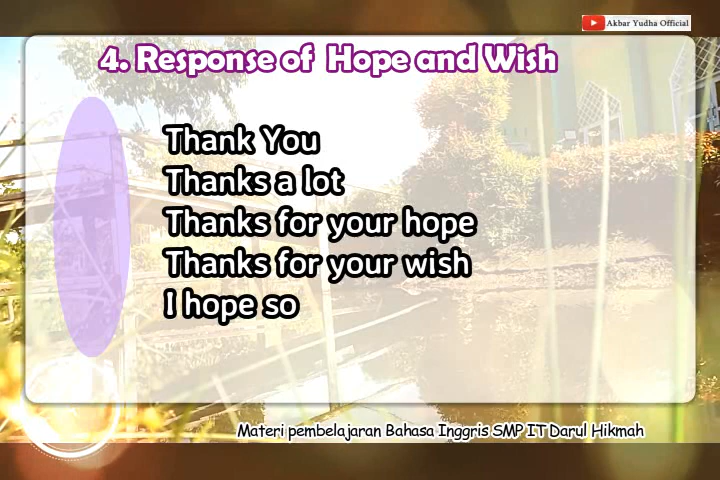 Akbar Yudha Official
4. Response of Hope and Wish
Thank You
Thanks a lot
Thanks for your hope
Thanks for your wish
I hope so
Materi pembelajaran Bahasa Inggris SMP IT Darul Hikmah